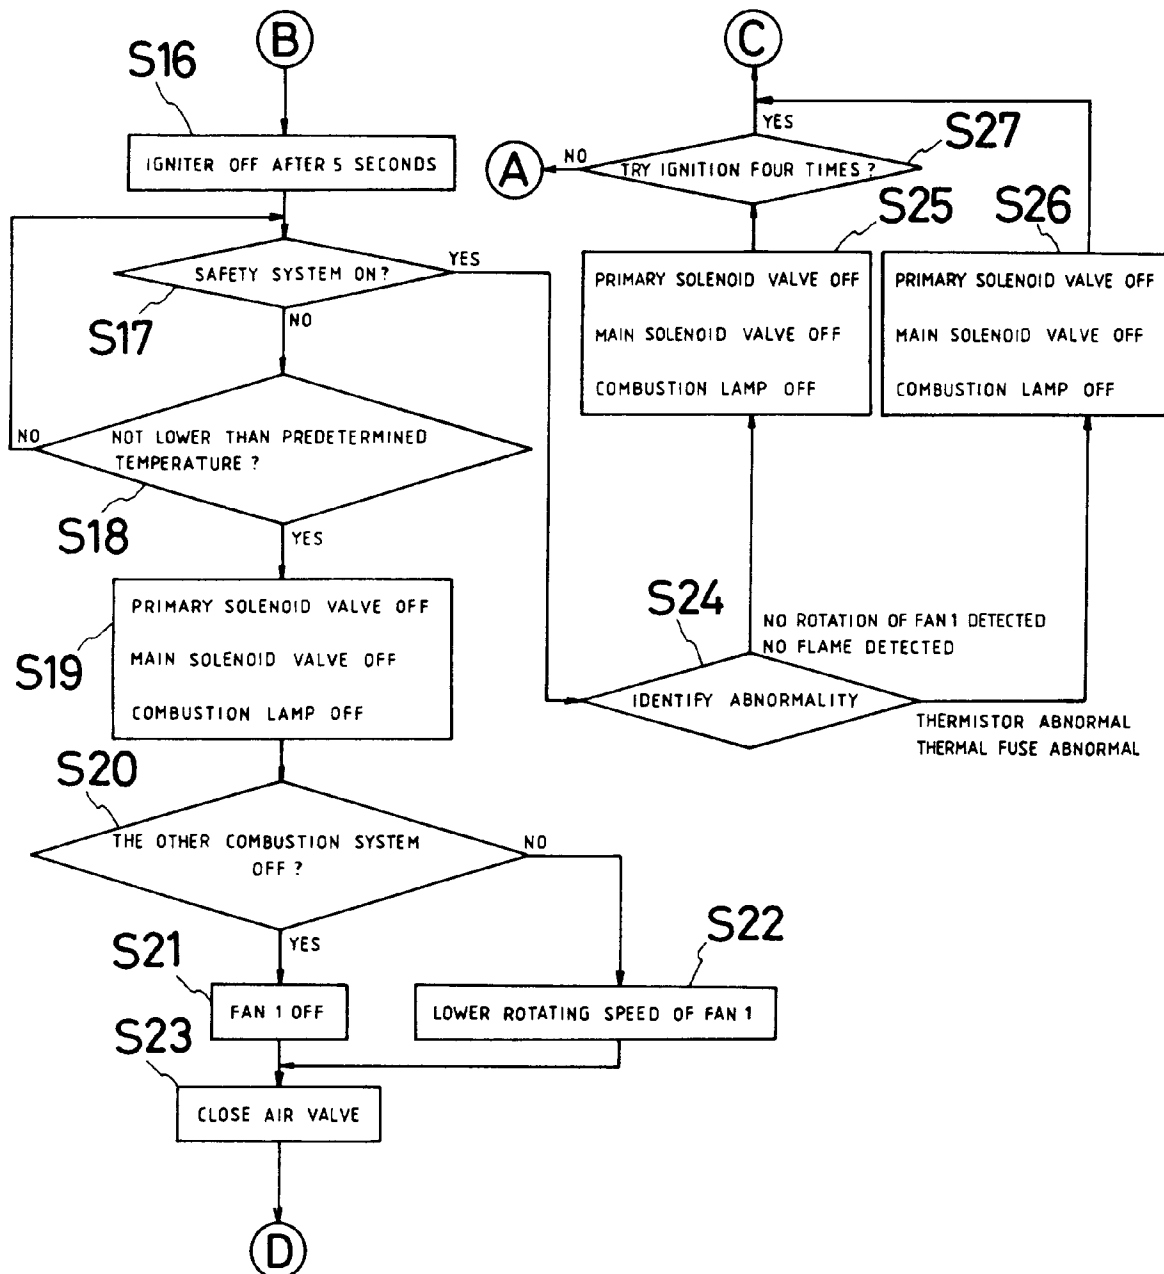 B
S16
IGNITER OFF AFTER 5 SECONDS
SAFETY SYSTEM ON?
YES
S17
NO
NOT LOWER THAN PREDETERMINED
TEMPERATURE ?
NO
S18
YES
PRIMARY SOLENOID VALVE OFF
MAIN SOLENOID VALVE OFF
COMBUSTION LAMP OFF
S19
S20
THE OTHER COMBUSTION SYSTEM
OFF ?
NO
YES
S21
FAN 1 OFF
S22
LOWER ROTATING SPEED OF FAN 1
S23
CLOSE AIR VALVE
D
C
YES
S27
A
NO
TRY IGNITION FOUR TIMES ?
S25
PRIMARY SOLENOID VALVE OFF
MAIN SOLENOID VALVE OFF
COMBUSTION LAMP OFF
S26
PRIMARY SOLENOID VALVE OFF
MAIN SOLENOID VALVE OFF
COMBUSTION LAMP OFF
S24
NO ROTATION OF FAN 1 DETECTED
NO FLAME DETECTED
IDENTIFY ABNORMALITY
THERMISTOR ABNORMAL
THERMAL FUSE ABNORMAL